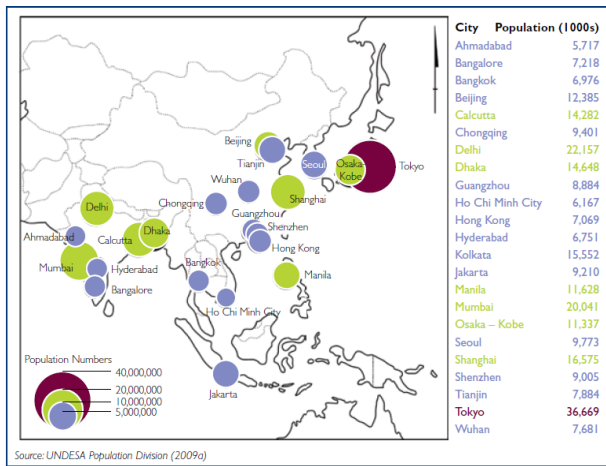 City Population (1000s)
Ahmadabad 5,717
Bangalore 7,218
Bangkok 6,976
Beijing 12,385
Calcutta 14,282
Chongqing 9,401
Delhi 22,157
Dhaka 14,648
Guangzhou 8,884
Ho Chi Minh City 6,167
Hong Kong 7,069
Hyderabad 6,751
Kolkata 15,552
Jakarta 9,210
Manila 11,628
Mumbai 20,041
Osaka – Kobe 11,337
Seoul 9,773
Shanghai 16,575
Shenzhen 9,005
Tianjin 7,884
Tokyo 36,669
Wuhan 7,681
Beijing
Tianjin
Seoul
Osaka-
Kobe
Tokyo
Wuhan
Shanghai
Chongqing
Delhi
Guangzhou
Shenzhen
Dhaka
Ahmadabad
Calcutta
Hong Kong
Mumbai
Hyderabad
Bangkok
Manila
Bangalore
Ho Chi Minh City
Jakarta
Population Numbers
40,000,000
20,000,000
10,000,000
5,000,000
Source: UNDESA Population Division (2009a)